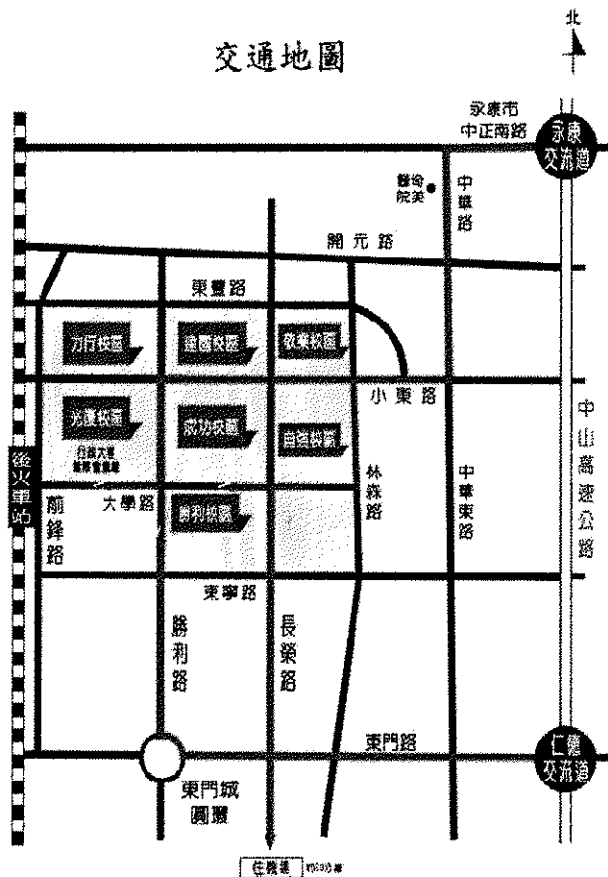 北
交通地圖
永康市
中正南路
永康
交流道
奇美
醫院
中華路
開元路
東豐路
力行校區
建國校區
敬業校區
小東路
光復校區
成功校區
自強校區
行政大樓
後火車站
前鋒路
大學路
勝利校區
林森路
中華東路
中山高速公路
東寧路
勝利路
長榮路
東門路
仁德
交流道
東門城
圓環
往機場